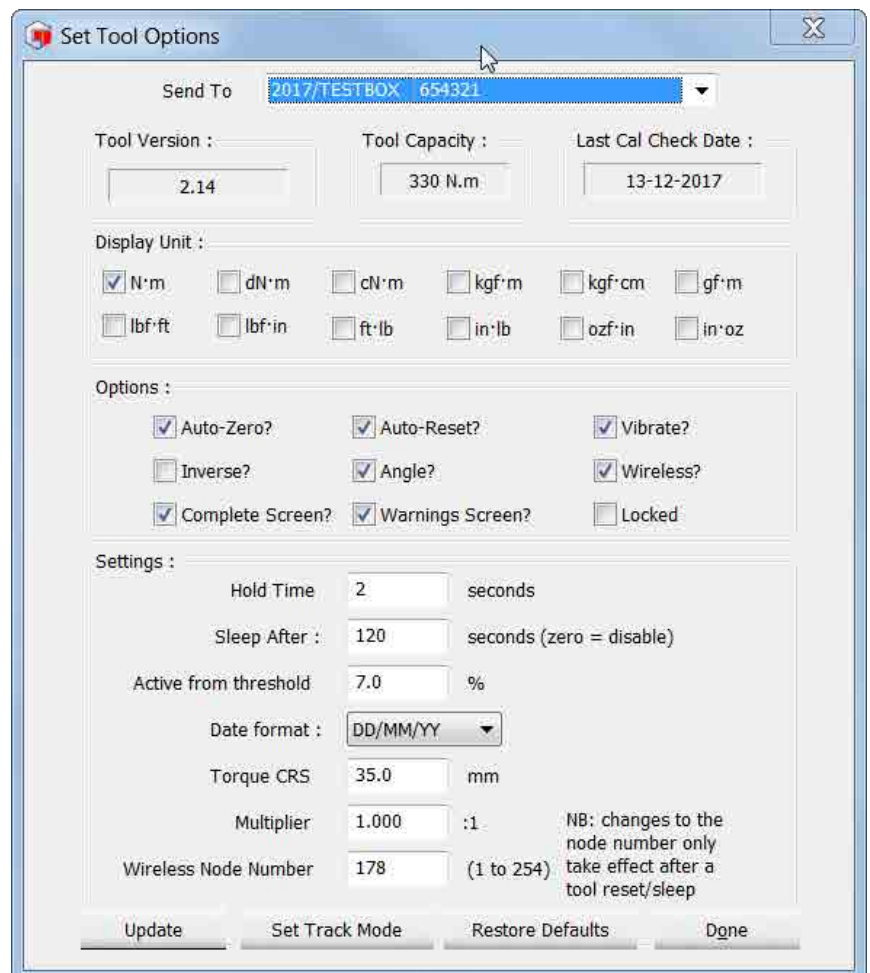 Set Tool Options
Send To 2017/TESTBOX 654321
Tool Version : Tool Capacity : Last Cal Check Date :
2.14 330 N.m 13-12-2017
Display Unit :
N·m dN·m cN·m kgf·m kgf·cm gf·m
lbf·ft lbf·in ft·lb in·lb ozf·in in·oz
Options :
Auto-Zero? Auto-Reset? Vibrate?
Inverse? Angle? Wireless?
Complete Screen? Warnings Screen? Locked
Settings :
Hold Time 2 seconds
Sleep After : 120 seconds (zero = disable)
Active from threshold 7.0 %
Date format : DD/MM/YY
Torque CRS 35.0 mm
Multiplier 1.000 :1
Wireless Node Number 178 (1 to 254)
NB: changes to the
node number only
take effect after a
tool reset/sleep
Update Set Track Mode Restore Defaults Done